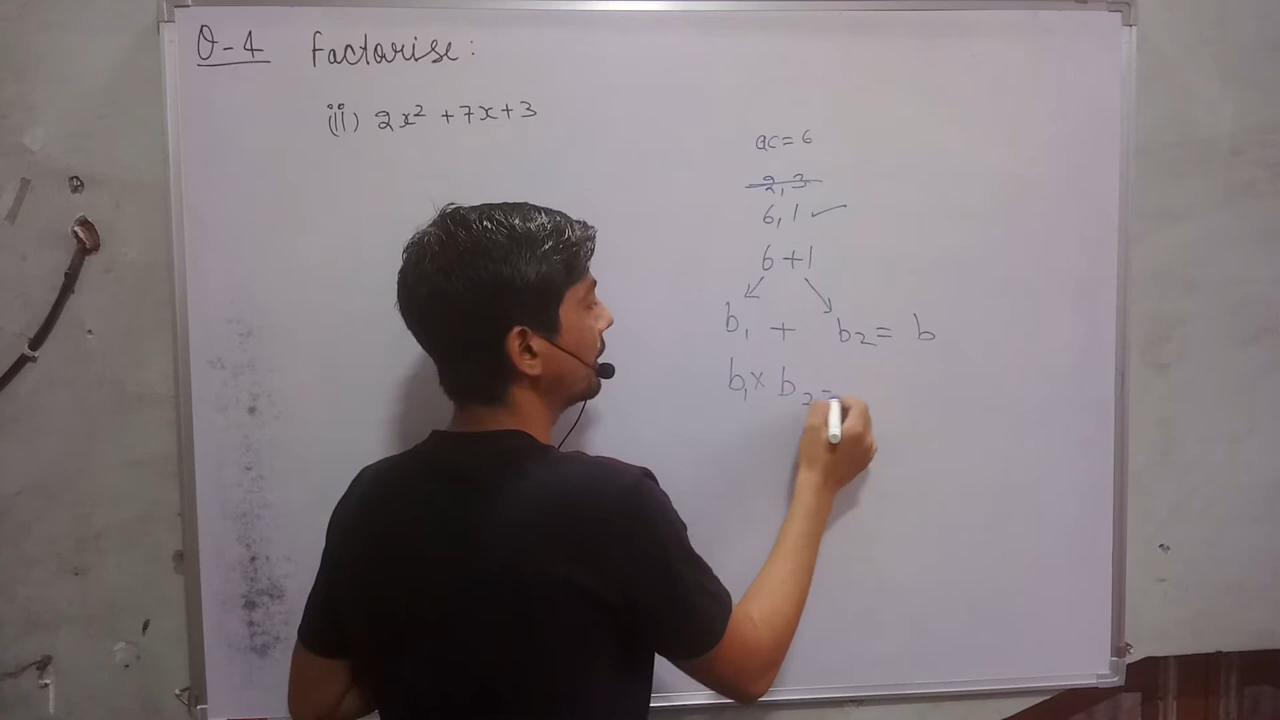 Q-4 Factorise:
(ii) 2x² + 7x + 3
ac = 6
2, 3
6, 1 ✓
6 + 1
b₁ + b₂ = b
b₁ × b₂ =